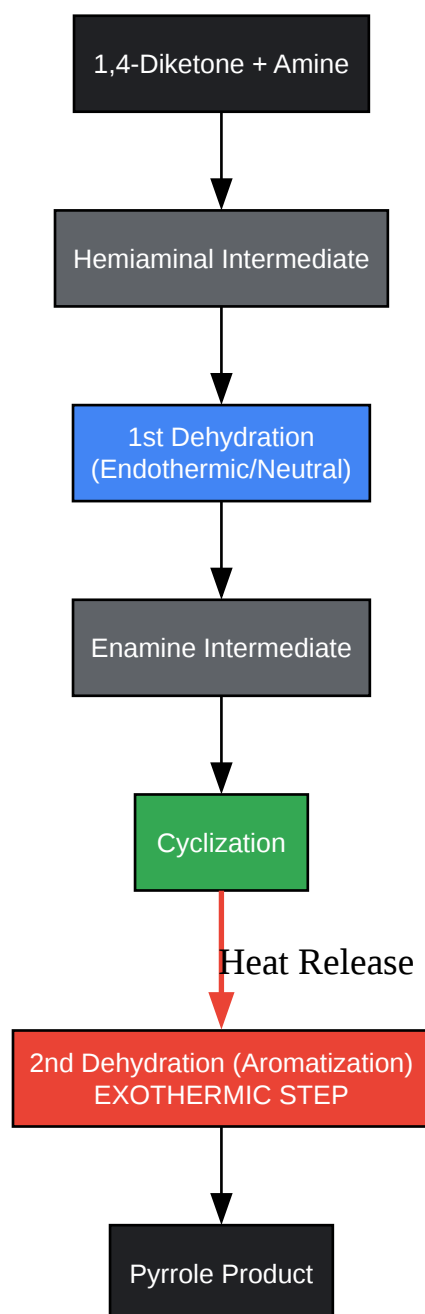 1,4-Diketone + Amine
Hemiaminal Intermediate
1st Dehydration
(Endothermic/Neutral)
Enamine Intermediate
Cyclization
Heat Release
2nd Dehydration (Aromatization)
EXOTHERMIC STEP
Pyrrole Product